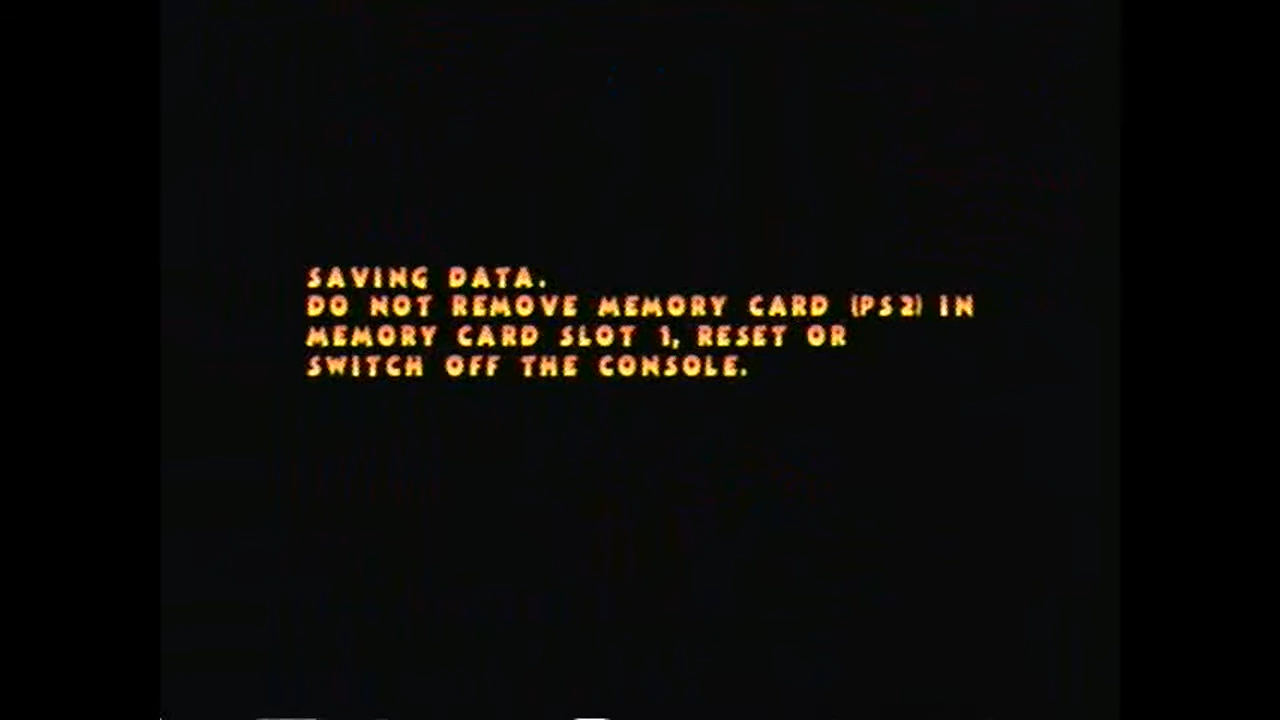 SAVING DATA.
DO NOT REMOVE MEMORY CARD (PS2) IN
MEMORY CARD SLOT 1, RESET OR
SWITCH OFF THE CONSOLE.